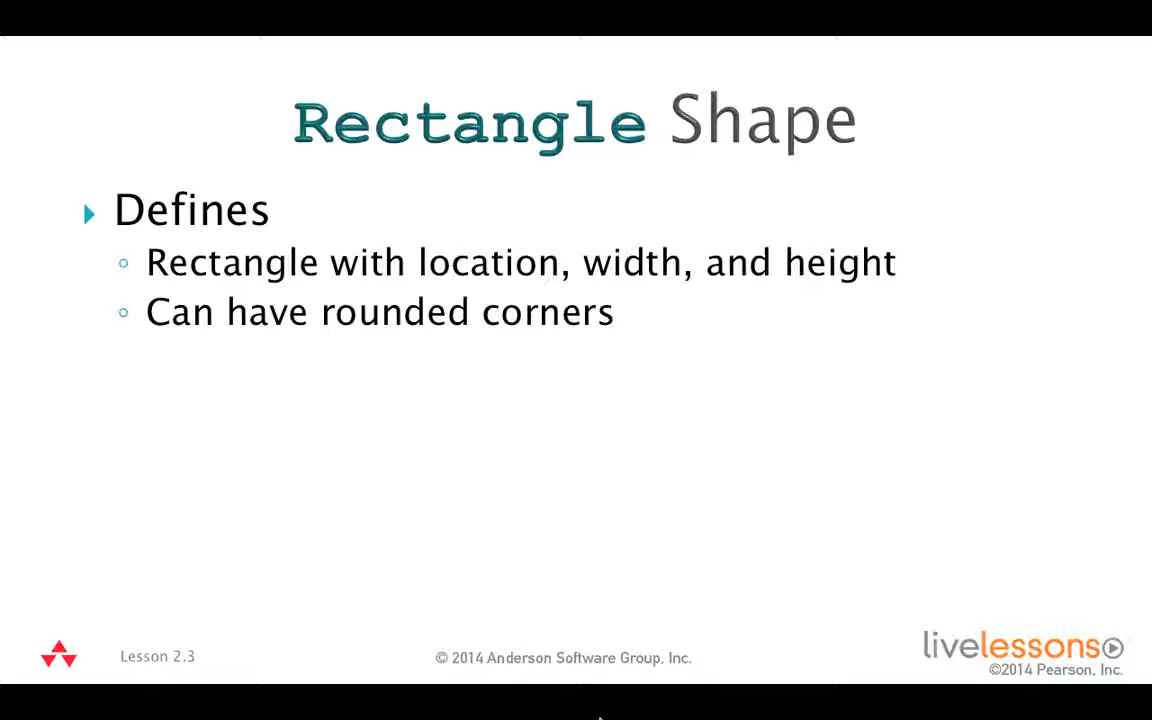 Rectangle Shape
Defines
Rectangle with location, width, and height
Can have rounded corners
Lesson 2.3
© 2014 Anderson Software Group, Inc.
livelessons
©2014 Pearson, Inc.